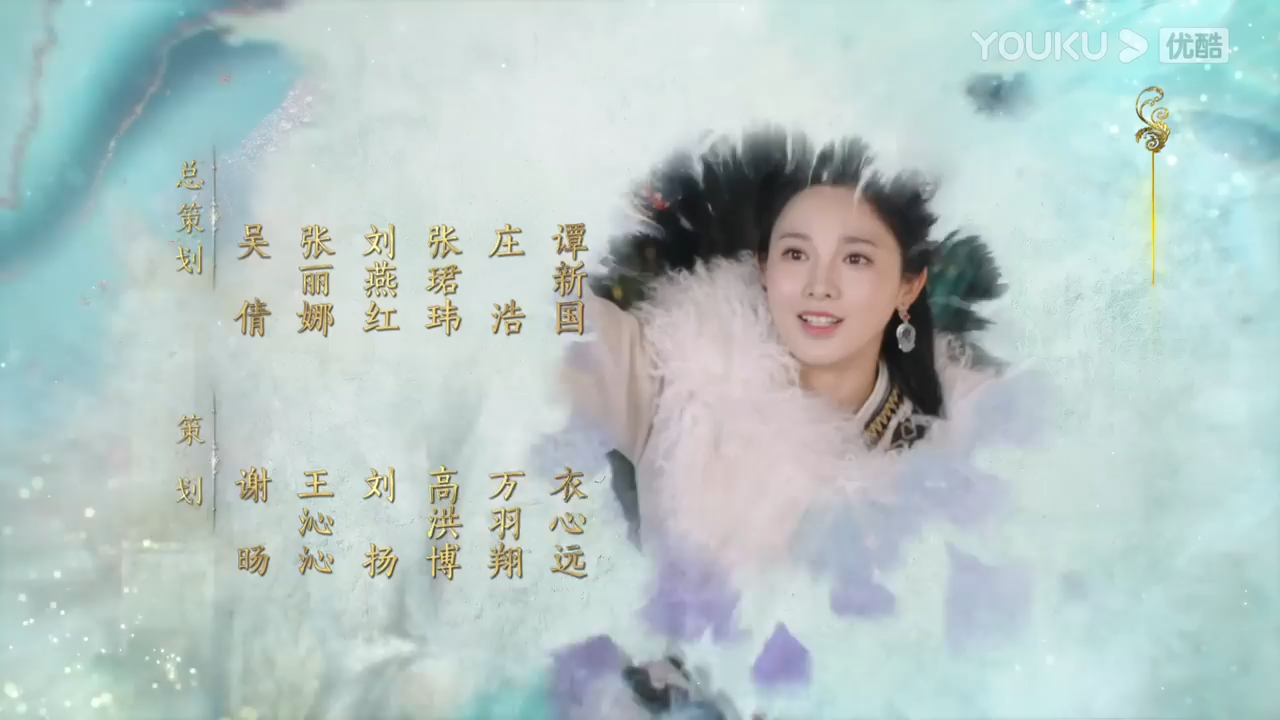 YOUKU 优酷
总策划
吴倩
张丽娜
刘燕红
张珺玮
庄浩
谭新国
策划
谢旸
王沁沁
刘扬
高洪博
万羽翔
衣心远